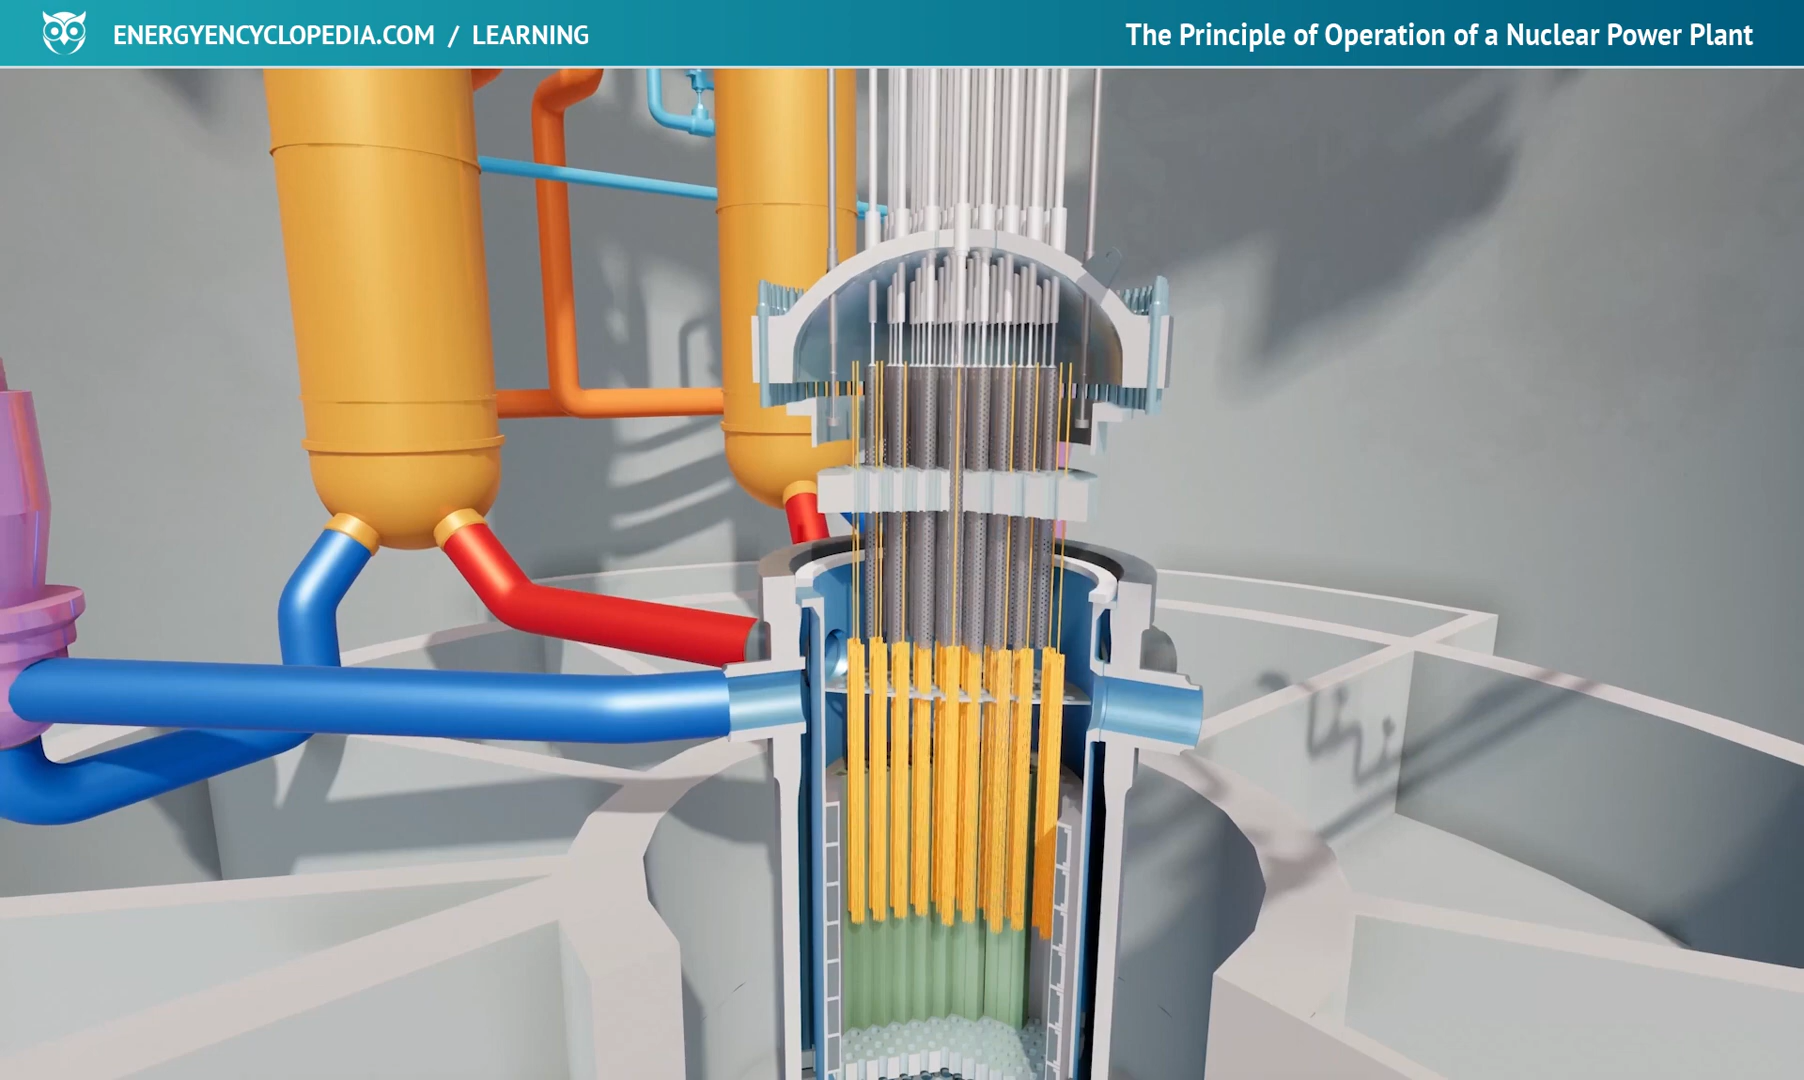 ENERGYENCYCLOPEDIA.COM / LEARNING
The Principle of Operation of a Nuclear Power Plant